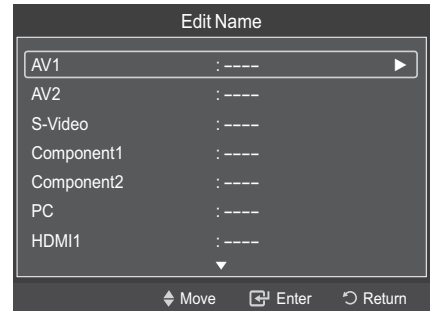 Edit Name
AV1 : ---- ►
AV2 : ----
S-Video : ----
Component1 : ----
Component2 : ----
PC : ----
HDMI1 : ----
▼
Move Enter Return